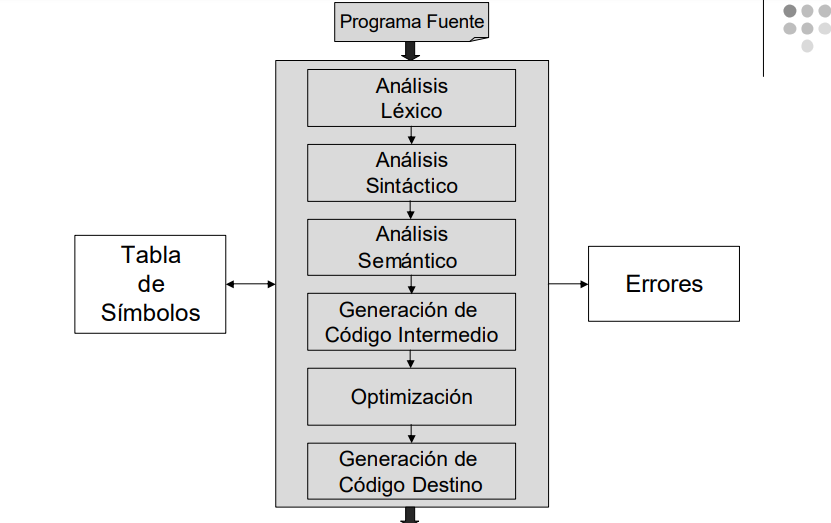 Programa Fuente
Análisis
Léxico
Análisis
Sintáctico
Análisis
Semántico
Generación de
Código Intermedio
Optimización
Generación de
Código Destino
Tabla
de
Símbolos
Errores